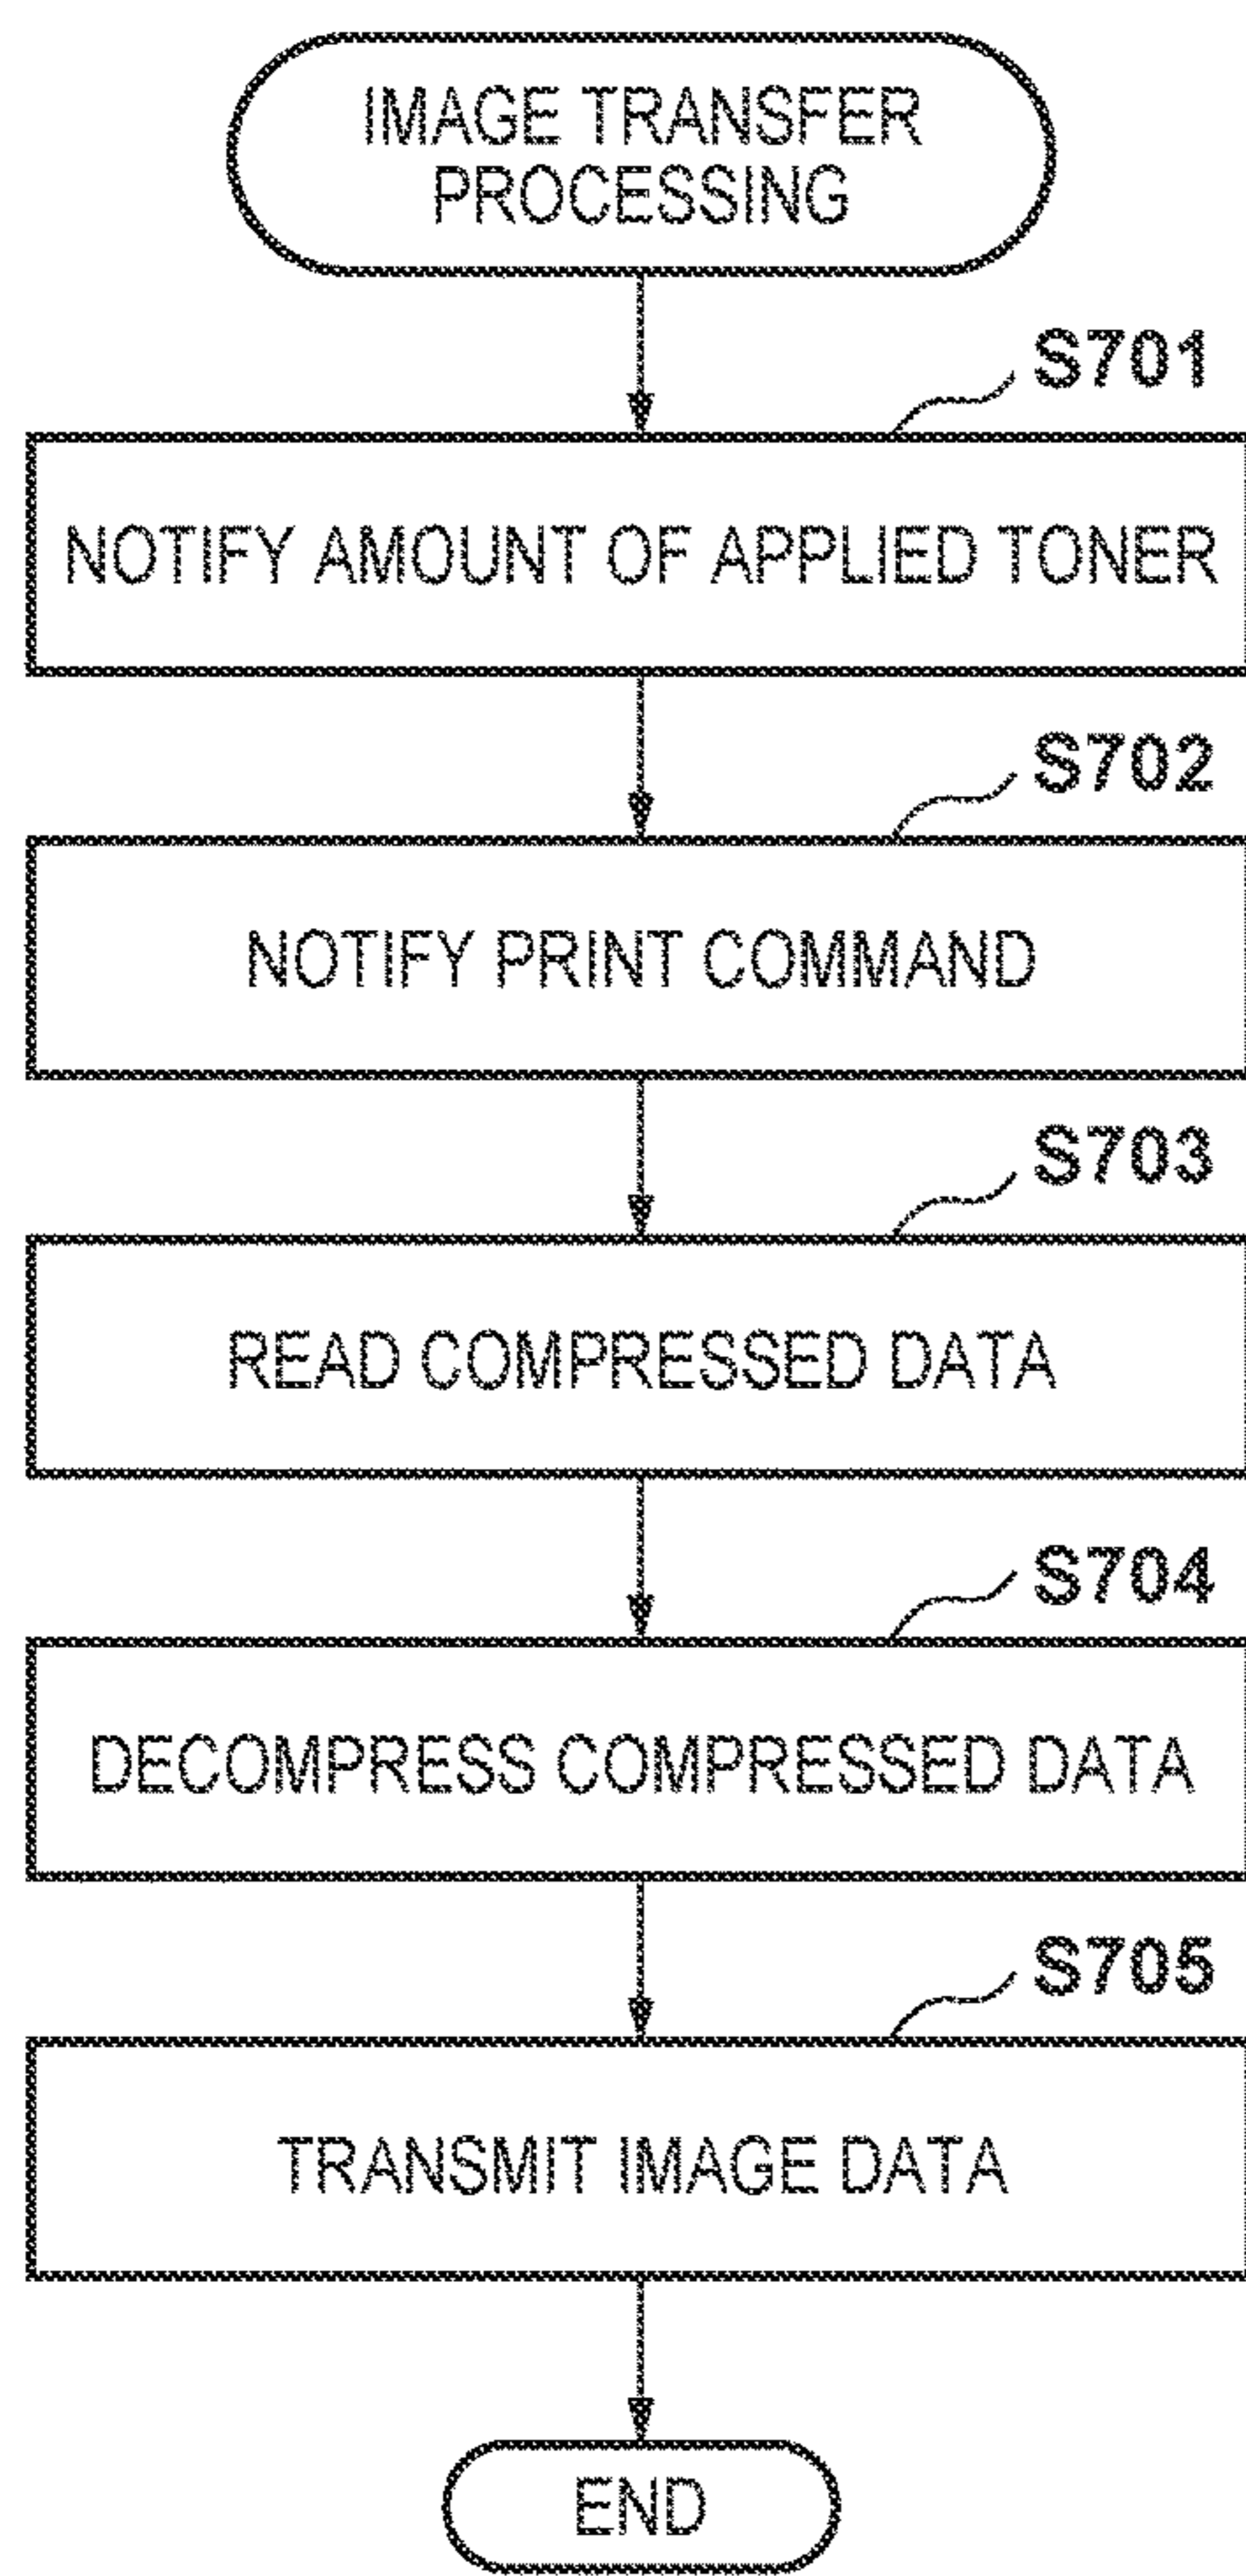 IMAGE TRANSFER
PROCESSING
S701
NOTIFY AMOUNT OF APPLIED TONER
S702
NOTIFY PRINT COMMAND
S703
READ COMPRESSED DATA
S704
DECOMPRESS COMPRESSED DATA
S705
TRANSMIT IMAGE DATA
END